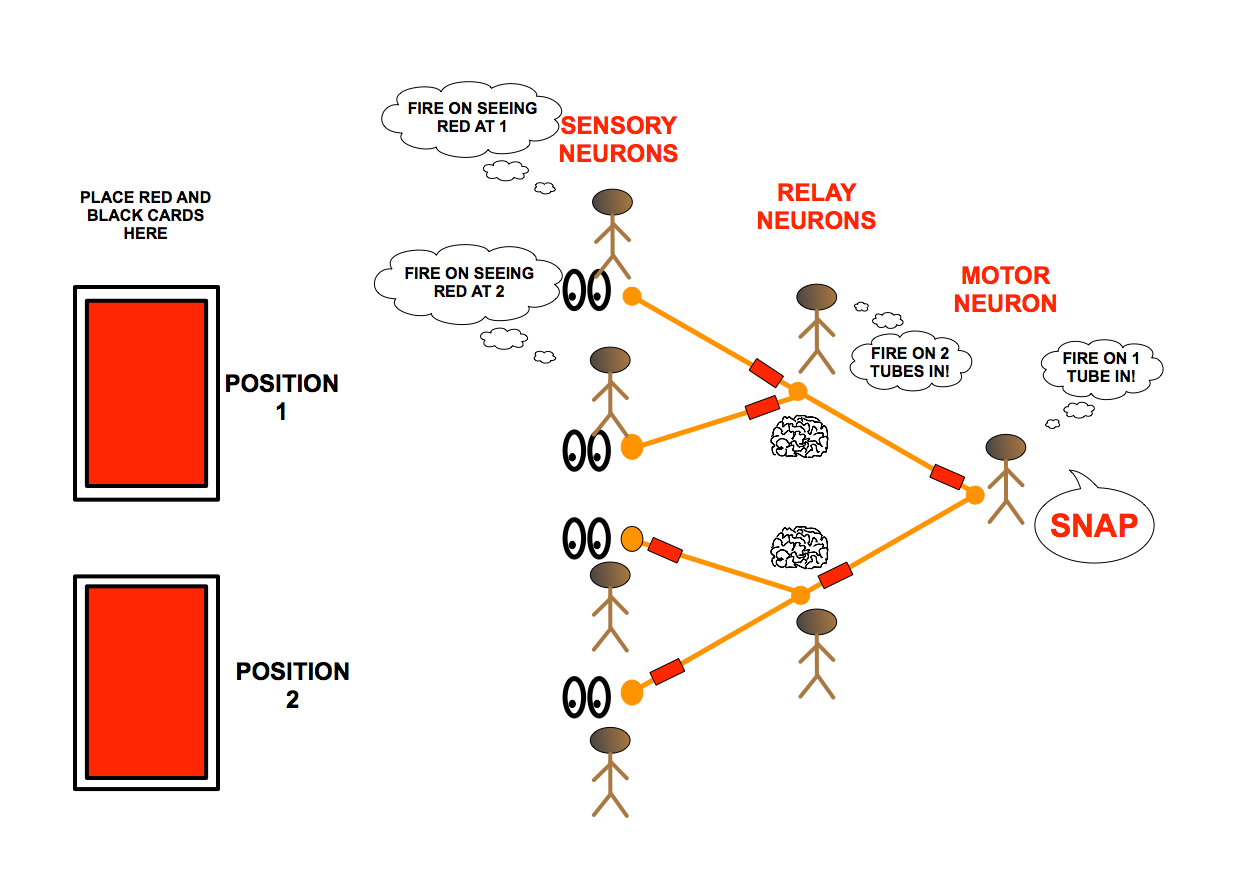 FIRE ON SEEING
RED AT 1
SENSORY
NEURONS
PLACE RED AND
BLACK CARDS
HERE
RELAY
NEURONS
FIRE ON SEEING
RED AT 2
MOTOR
NEURON
FIRE ON 2
TUBES IN!
FIRE ON 1
TUBE IN!
POSITION
1
SNAP
POSITION
2